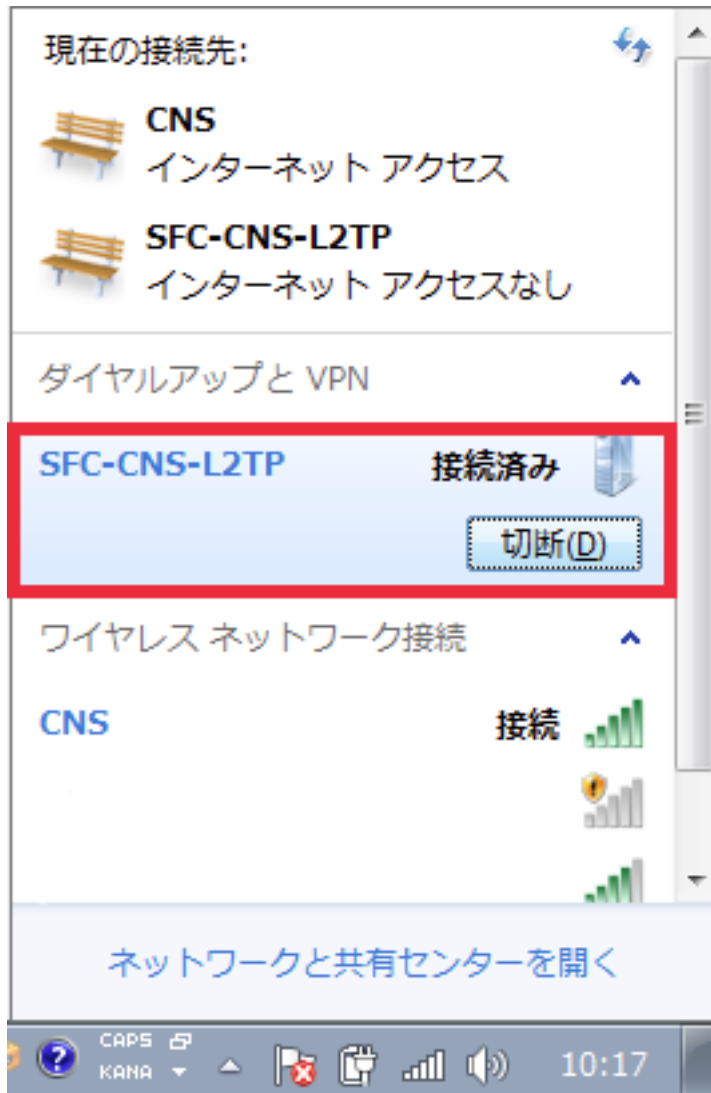 現在の接続先:
CNS
インターネット アクセス
SFC-CNS-L2TP
インターネット アクセスなし
ダイヤルアップと VPN
SFC-CNS-L2TP 接続済み
切断(D)
ワイヤレス ネットワーク接続
CNS 接続
ネットワークと共有センターを開く
CAPS
KANA
10:17